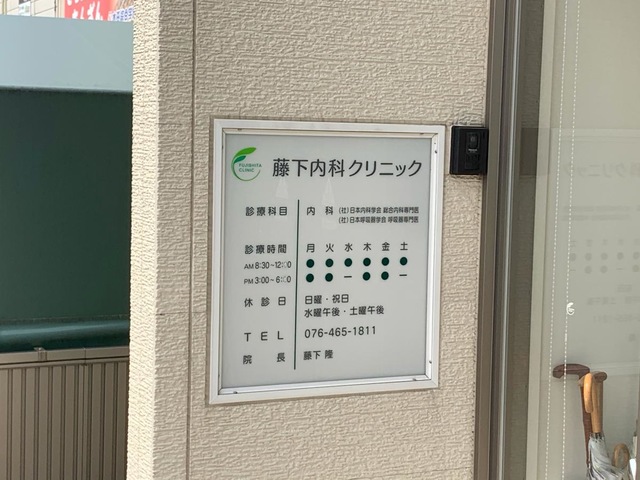 FUJISHITA
CLINIC
藤下内科クリニック
診療科目 内科 (社)日本内科学会 総合内科専門医
(社)日本呼吸器学会 呼吸器専門医
診療時間 月 火 水 木 金 土
AM 8:30~12:00 ● ● ● ● ● ●
PM 3:00~6:00 ● ● ー ● ● ー
休診日 日曜・祝日
水曜午後・土曜午後
TEL 076-465-1811
院長 藤下 隆